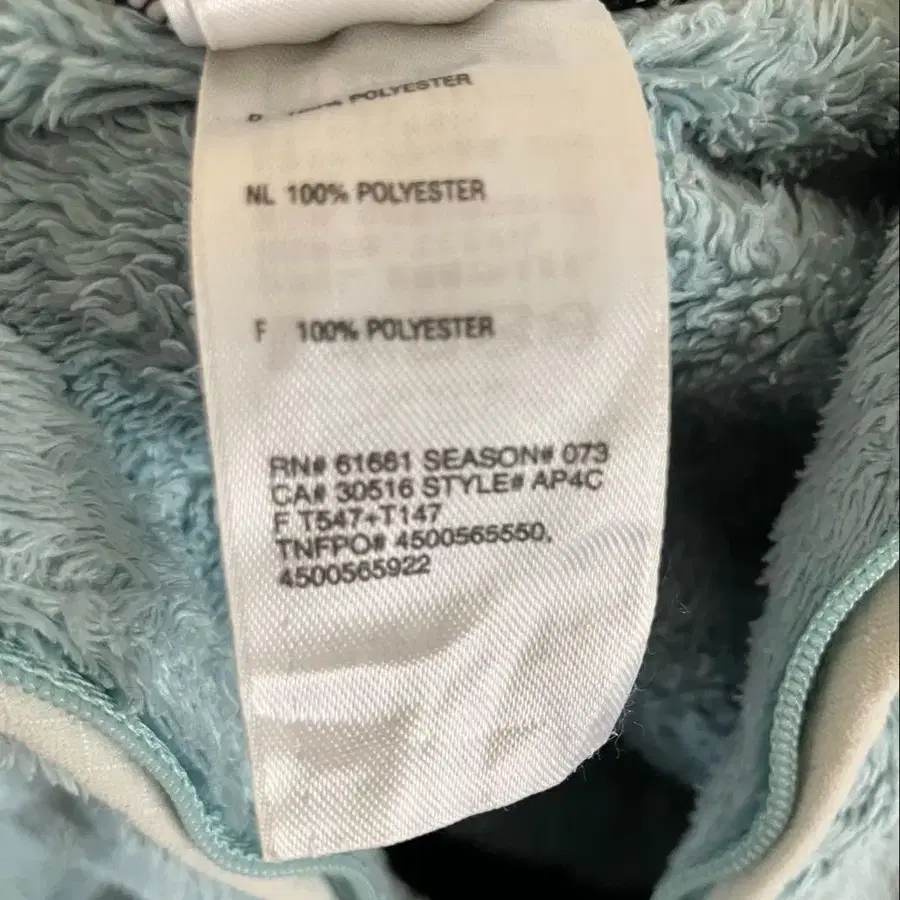 D 100% POLYESTER
NL 100% POLYESTER
F 100% POLYESTER
RN# 61661 SEASON# 073
CA# 30516 STYLE# AP4C
F T547+T147
TNFPO# 4500565550,
4500565922